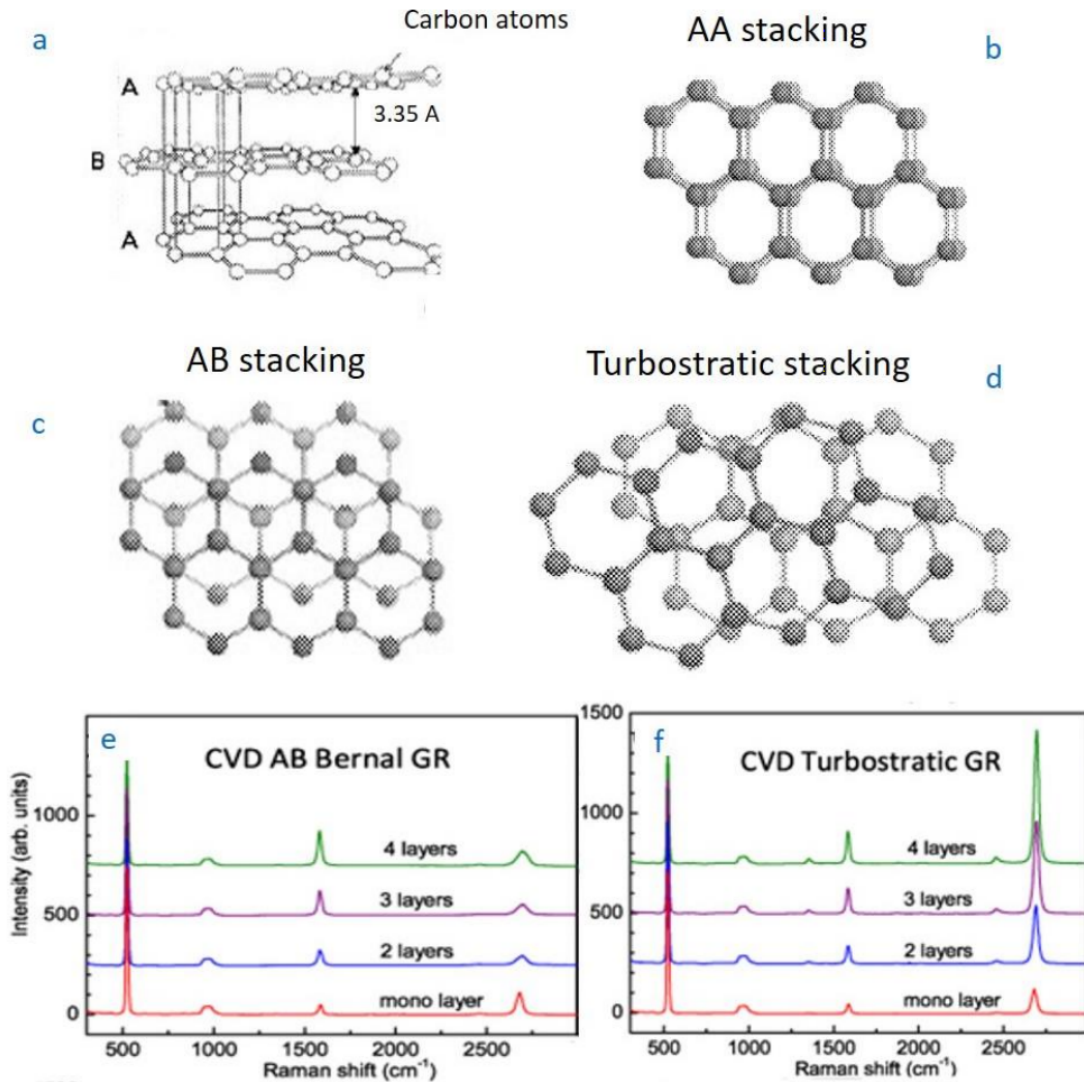 a
Carbon atoms
AA stacking
b
A
3.35 A
B
A
AB stacking
Turbostratic stacking
c
d
e
CVD AB Bernal GR
4 layers
3 layers
2 layers
mono layer
Intensity (arb. units)
1000
500
0
500
1000
1500
2000
2500
Raman shift (cm⁻¹)
f
CVD Turbostratic GR
4 layers
3 layers
2 layers
mono layer
1500
1000
500
0
500
1000
1500
2000
2500
Raman shift (cm⁻¹)